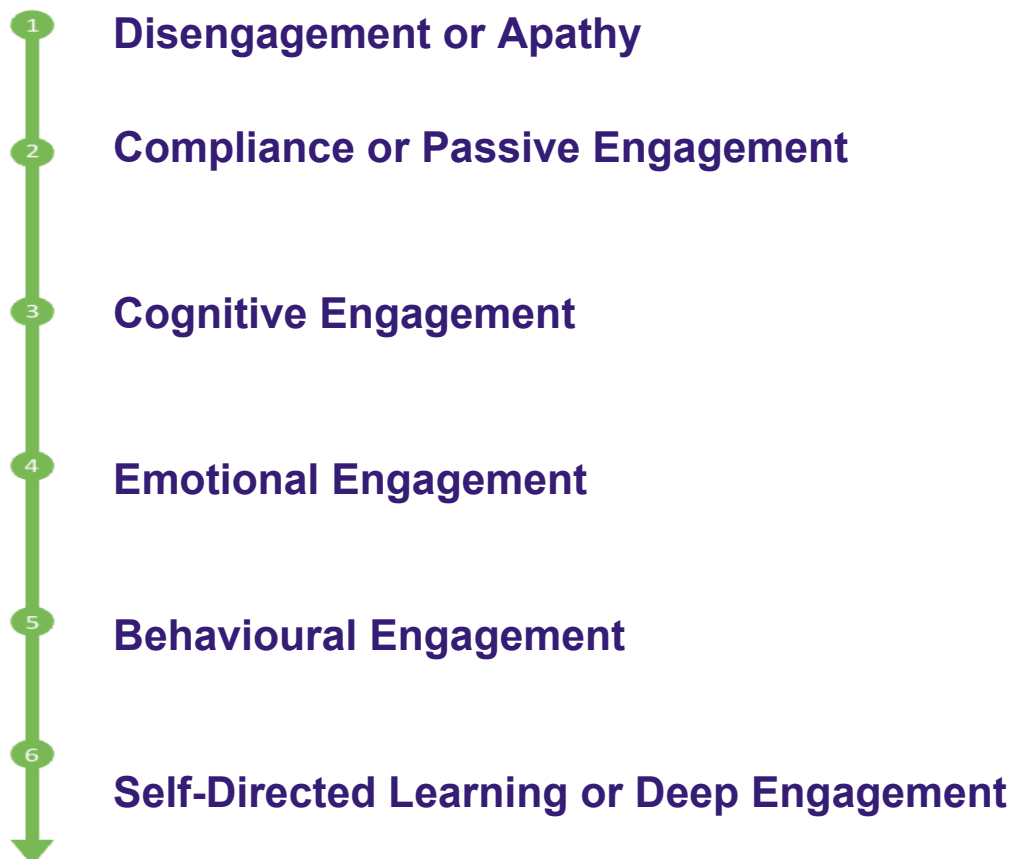 1
Disengagement or Apathy
2
Compliance or Passive Engagement
3
Cognitive Engagement
4
Emotional Engagement
5
Behavioural Engagement
6
Self-Directed Learning or Deep Engagement